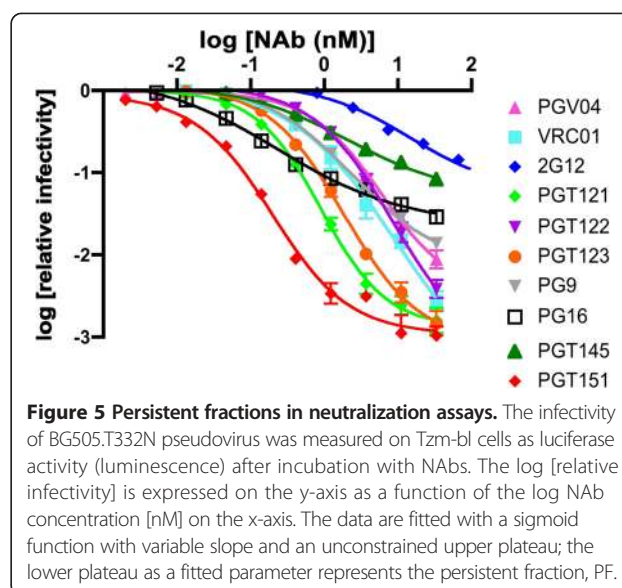 log [NAb (nM)]
-2 -1 0 1 2
0
-1
-2
-3
log [relative infectivity]
PGV04
VRC01
2G12
PGT121
PGT122
PGT123
PG9
PG16
PGT145
PGT151
Figure 5 Persistent fractions in neutralization assays. The infectivity
of BG505.T332N pseudovirus was measured on Tzm-bl cells as luciferase
activity (luminescence) after incubation with NAbs. The log [relative
infectivity] is expressed on the y-axis as a function of the log NAb
concentration [nM] on the x-axis. The data are fitted with a sigmoid
function with variable slope and an unconstrained upper plateau; the
lower plateau as a fitted parameter represents the persistent fraction, PF.